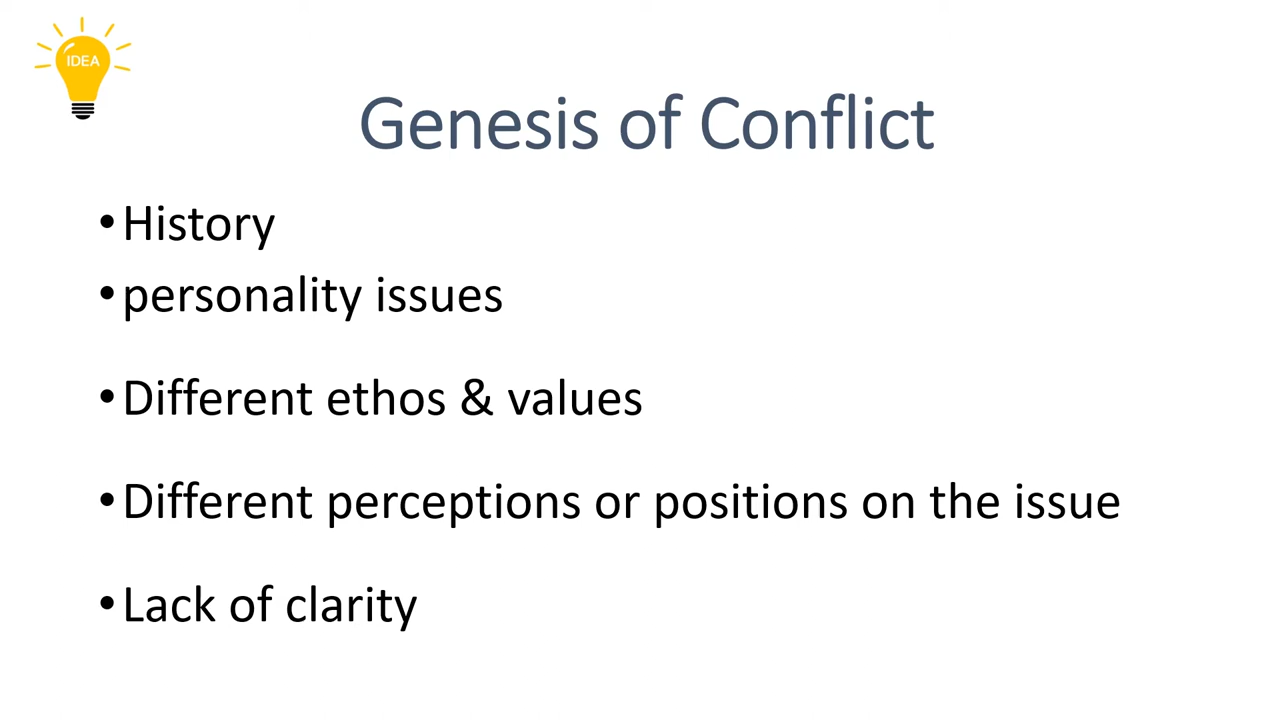 IDEA
Genesis of Conflict
•History
•personality issues
•Different ethos & values
•Different perceptions or positions on the issue
•Lack of clarity